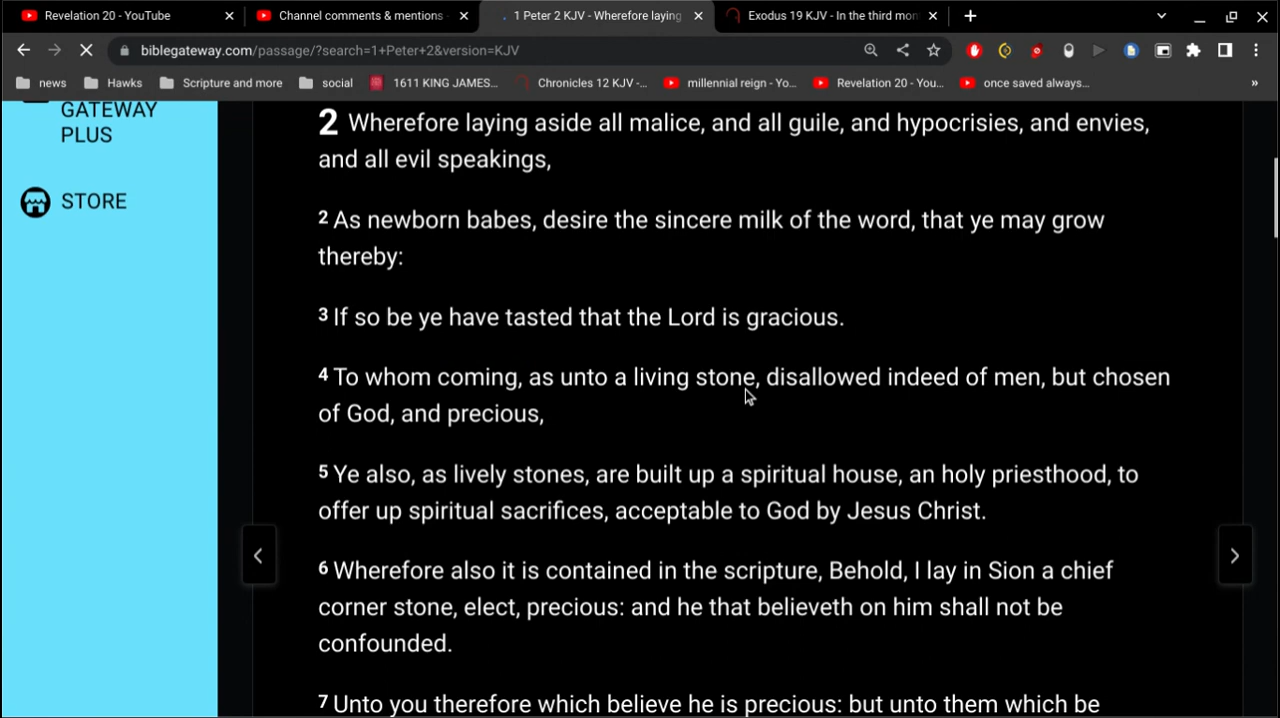 Revelation 20 - YouTube
Channel comments & mentions
1 Peter 2 KJV - Wherefore laying
Exodus 19 KJV - In the third mon
biblegateway.com/passage/?search=1+Peter+2&version=KJV
news
Hawks
Scripture and more
social
1611 KING JAMES...
Chronicles 12 KJV -...
millennial reign - Yo...
Revelation 20 - You...
once saved always...
»
GATEWAY
PLUS
STORE
2 Wherefore laying aside all malice, and all guile, and hypocrisies, and envies,
and all evil speakings,
2 As newborn babes, desire the sincere milk of the word, that ye may grow
thereby:
3 If so be ye have tasted that the Lord is gracious.
4 To whom coming, as unto a living stone, disallowed indeed of men, but chosen
of God, and precious,
5 Ye also, as lively stones, are built up a spiritual house, an holy priesthood, to
offer up spiritual sacrifices, acceptable to God by Jesus Christ.
6 Wherefore also it is contained in the scripture, Behold, I lay in Sion a chief
corner stone, elect, precious: and he that believeth on him shall not be
confounded.
7 Unto you therefore which believe he is precious: but unto them which be